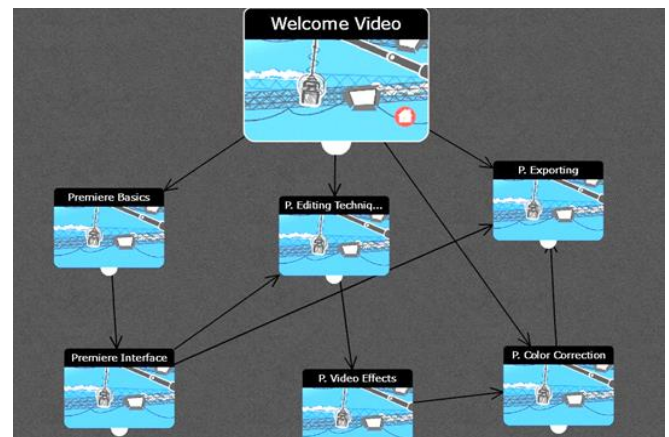 Welcome Video
P. Exporting
Premiere Basics
P. Editing Techniq...
Premiere Interface
P. Color Correction
P. Video Effects